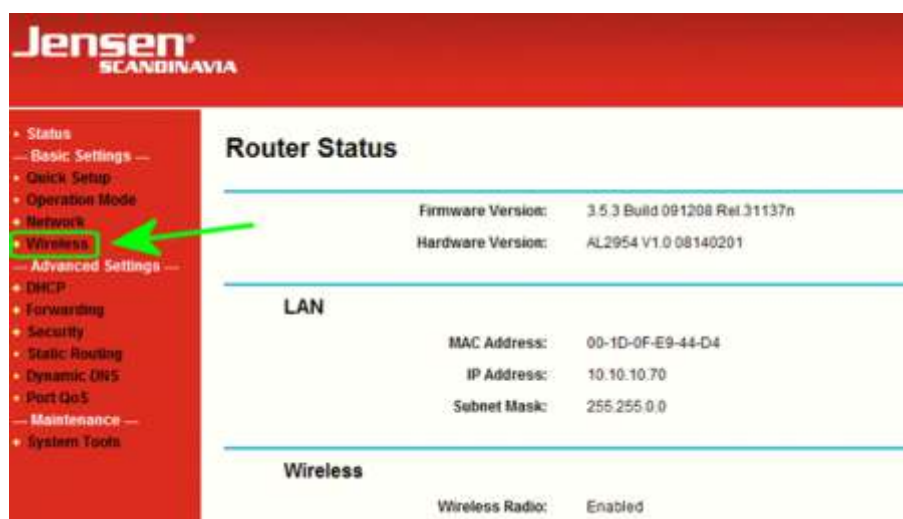 Jensen
SCANDINAVIA
Status
— Basic Settings —
Quick Setup
Operation Mode
Network
Wireless
— Advanced Settings —
DHCP
Forwarding
Security
Static Routing
Dynamic DNS
Port QoS
— Maintenance —
System Tools
Router Status
Firmware Version: 3.5.3 Build 091208 Rel.31137n
Hardware Version: AL2954 V1.0 08140201
LAN
MAC Address: 00-1D-0F-E9-44-D4
IP Address: 10.10.10.70
Subnet Mask: 255.255.0.0
Wireless
Wireless Radio: Enabled